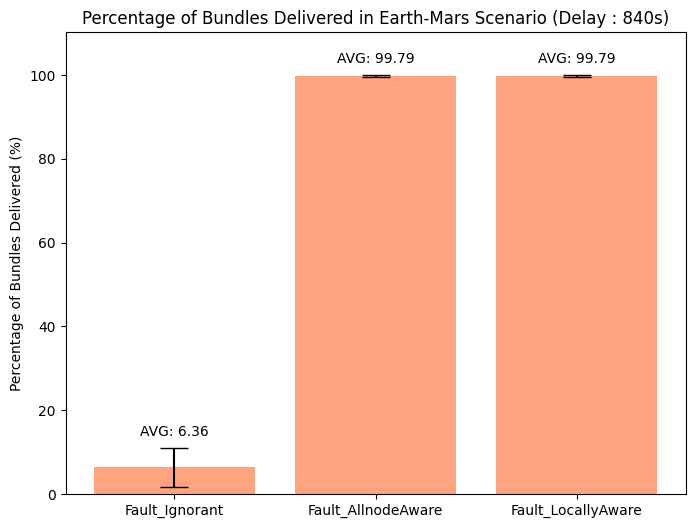 Percentage of Bundles Delivered in Earth-Mars Scenario (Delay : 840s)
Percentage of Bundles Delivered (%)
100
80
60
40
20
0
AVG: 6.36
AVG: 99.79
AVG: 99.79
Fault_Ignorant
Fault_AllnodeAware
Fault_LocallyAware